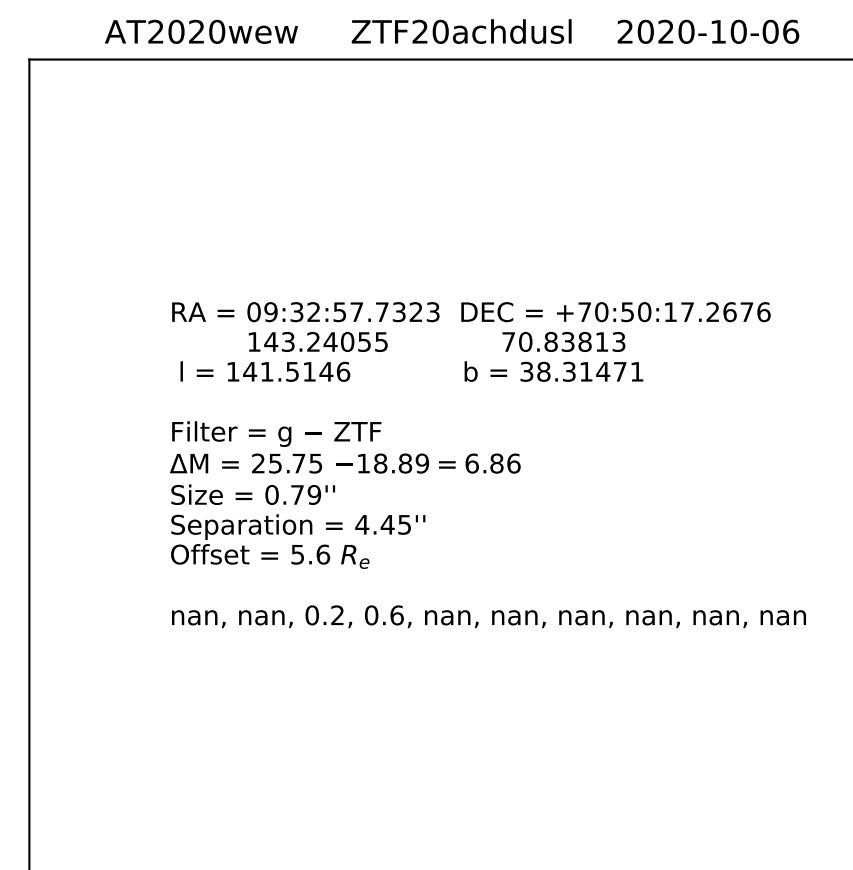 AT2020wew ZTF20achdusl 2020-10-06
RA = 09:32:57.7323 DEC = +70:50:17.2676
143.24055 70.83813
l = 141.5146 b = 38.31471
Filter = g − ZTF
ΔM = 25.75 −18.89 = 6.86
Size = 0.79''
Separation = 4.45''
Offset = 5.6 Re
nan, nan, 0.2, 0.6, nan, nan, nan, nan, nan, nan